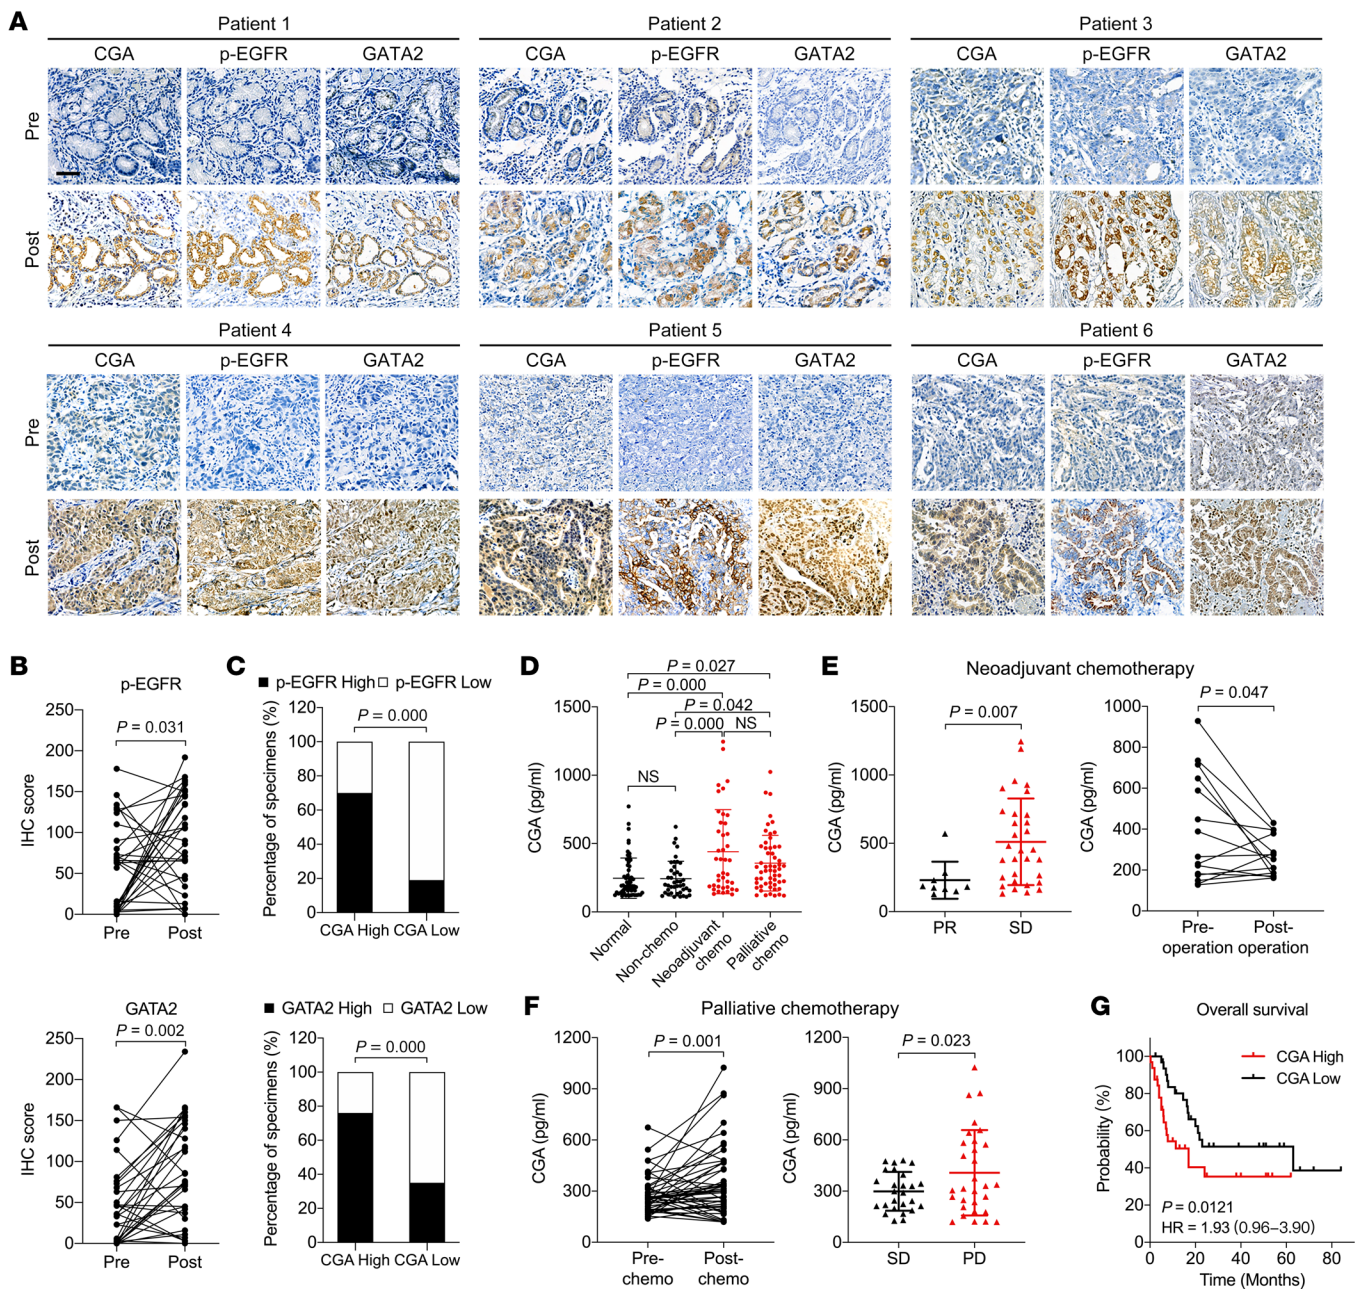 A
Patient 1
Patient 2
Patient 3
CGA p-EGFR GATA2
CGA p-EGFR GATA2
CGA p-EGFR GATA2
Pre
Post
Patient 4
Patient 5
Patient 6
CGA p-EGFR GATA2
CGA p-EGFR GATA2
CGA p-EGFR GATA2
Pre
Post
B
p-EGFR
P = 0.031
IHC score
250
200
150
100
50
0
Pre Post
GATA2
P = 0.002
IHC score
250
200
150
100
50
0
Pre Post
C
p-EGFR High p-EGFR Low
P = 0.000
Percentage of specimens (%)
120
100
80
60
40
20
0
CGA High CGA Low
GATA2 High GATA2 Low
P = 0.000
Percentage of specimens (%)
120
100
80
60
40
20
0
CGA High CGA Low
D
P = 0.027
P = 0.000
P = 0.042
P = 0.000 NS
NS
CGA (pg/ml)
1500
1000
500
0
Normal
Non-chemo
Neoadjuvant
chemo
Palliative
chemo
E
Neoadjuvant chemotherapy
P = 0.007
CGA (pg/ml)
1500
1000
500
0
PR SD
P = 0.047
CGA (pg/ml)
1000
800
600
400
200
0
Pre- Post-
operation operation
F
Palliative chemotherapy
P = 0.001
CGA (pg/ml)
1200
900
600
300
0
Pre- Post-
chemo chemo
P = 0.023
CGA (pg/ml)
1200
900
600
300
0
SD PD
G
Overall survival
CGA High
CGA Low
Probability (%)
100
80
60
40
20
0
P = 0.0121
HR = 1.93 (0.96–3.90)
0 20 40 60 80
Time (Months)